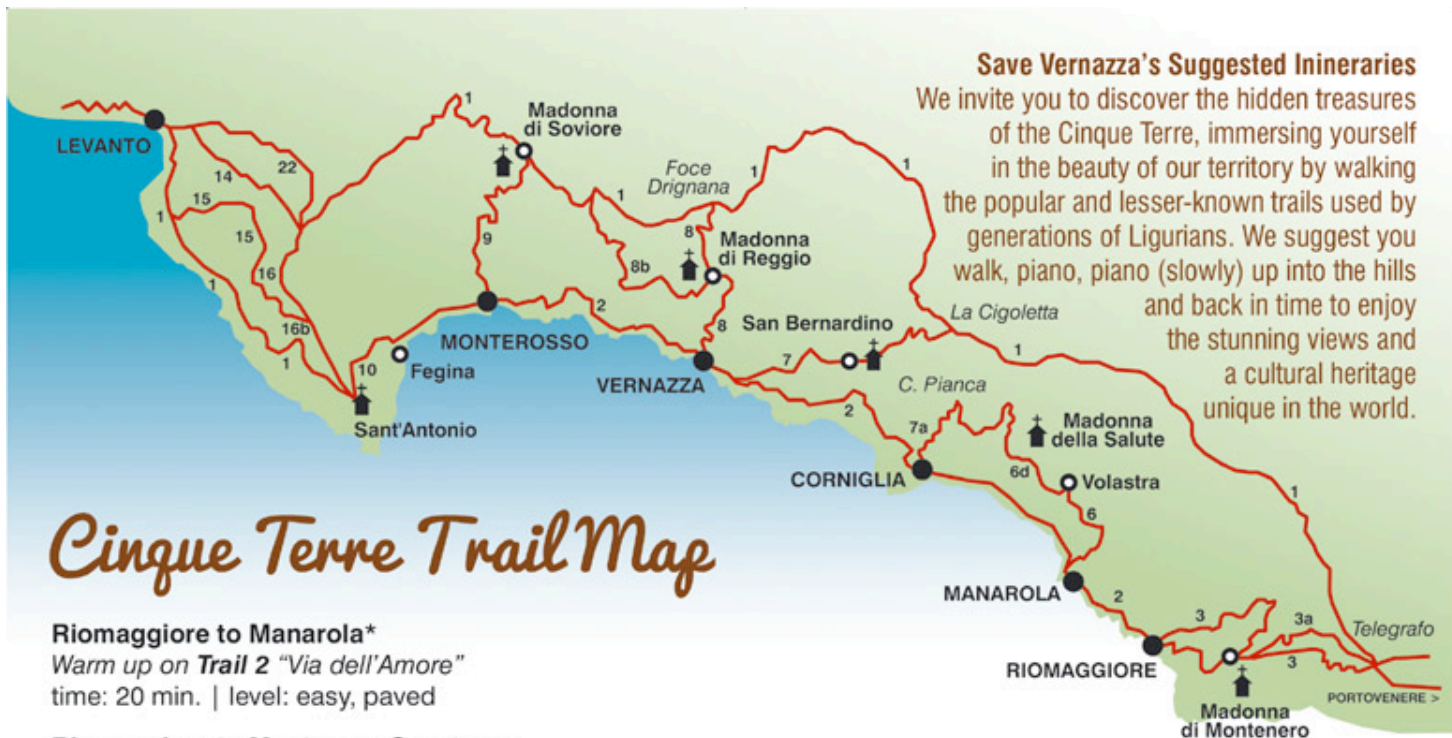 Save Vernazza's Suggested Inineraries
We invite you to discover the hidden treasures
of the Cinque Terre, immersing yourself
in the beauty of our territory by walking
the popular and lesser-known trails used by
generations of Ligurians. We suggest you
walk, piano, piano (slowly) up into the hills
and back in time to enjoy
the stunning views and
a cultural heritage
unique in the world.
LEVANTO
1
Madonna
di Soviore
22
14
15
1
15
16
1
16b
1
10
Sant'Antonio
Fegina
9
MONTEROSSO
2
Foce
Drignana
1
1
1
8
8b
Madonna
di Reggio
8
VERNAZZA
San Bernardino
7
La Cigoletta
1
C. Pianca
2
7a
Madonna
della Salute
CORNIGLIA
6d
Volastra
6
1
MANAROLA
2
3
3a
Telegrafo
RIOMAGGIORE
3
PORTOVENERE >
Madonna
di Montenero
Cinque Terre Trail Map
Riomaggiore to Manarola*
Warm up on Trail 2 "Via dell'Amore"
time: 20 min. | level: easy, paved